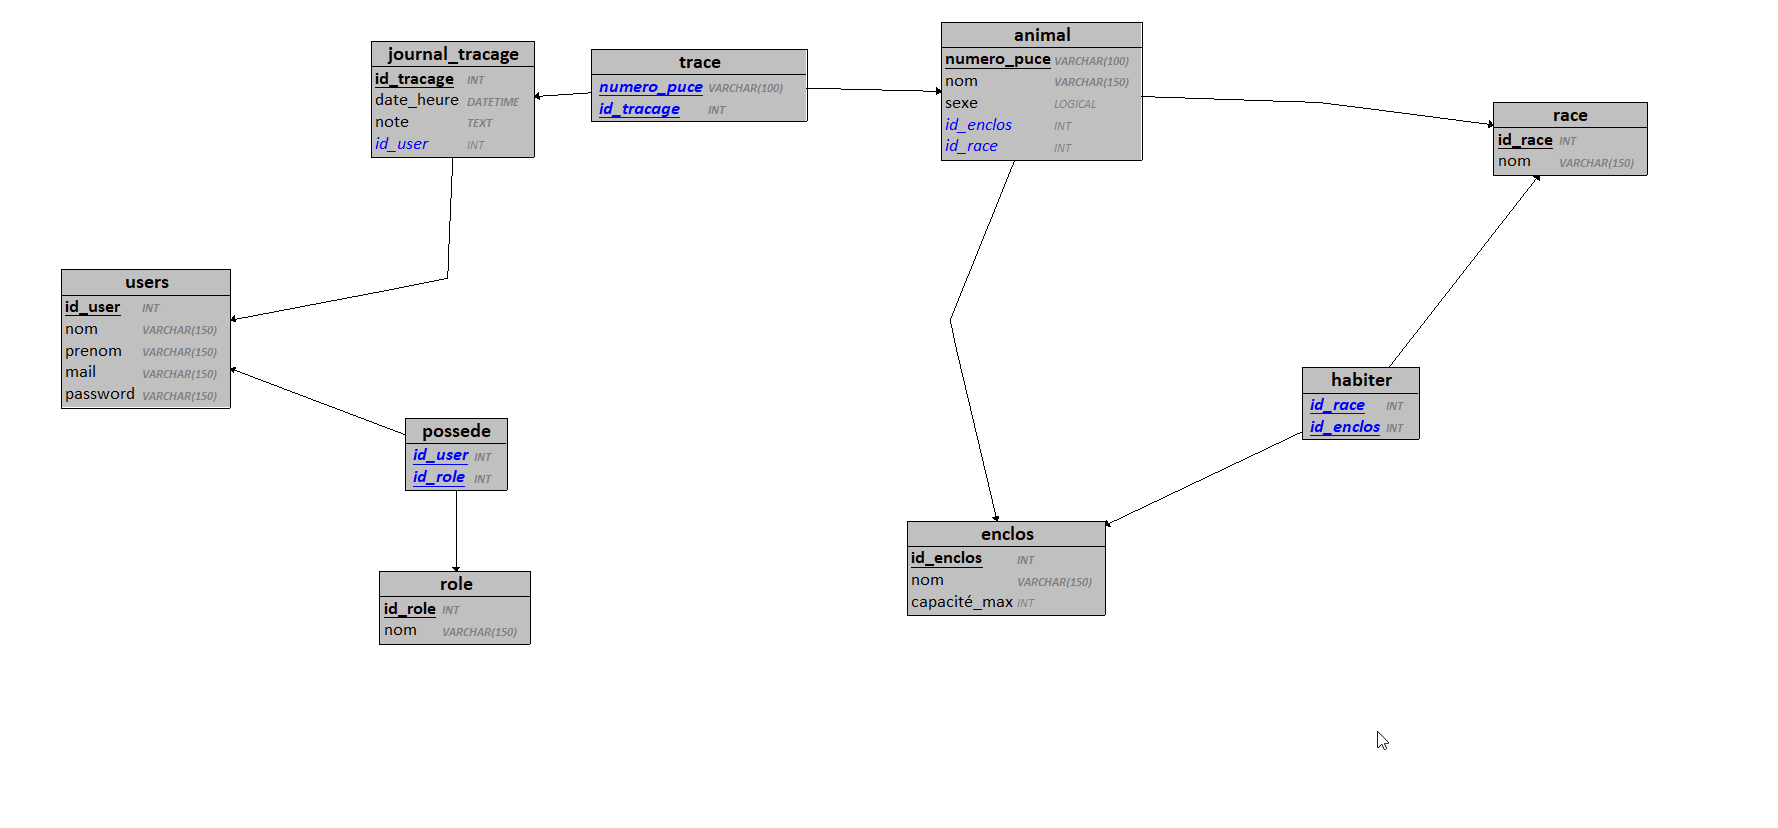 journal_tracage
id_tracage INT
date_heure DATETIME
note TEXT
id_user INT
trace
numero_puce VARCHAR(100)
id_tracage INT
animal
numero_puce VARCHAR(100)
nom VARCHAR(150)
sexe LOGICAL
id_enclos INT
id_race INT
race
id_race INT
nom VARCHAR(150)
users
id_user INT
nom VARCHAR(150)
prenom VARCHAR(150)
mail VARCHAR(150)
password VARCHAR(150)
possede
id_user INT
id_role INT
habiter
id_race INT
id_enclos INT
role
id_role INT
nom VARCHAR(150)
enclos
id_enclos INT
nom VARCHAR(150)
capacité_max INT